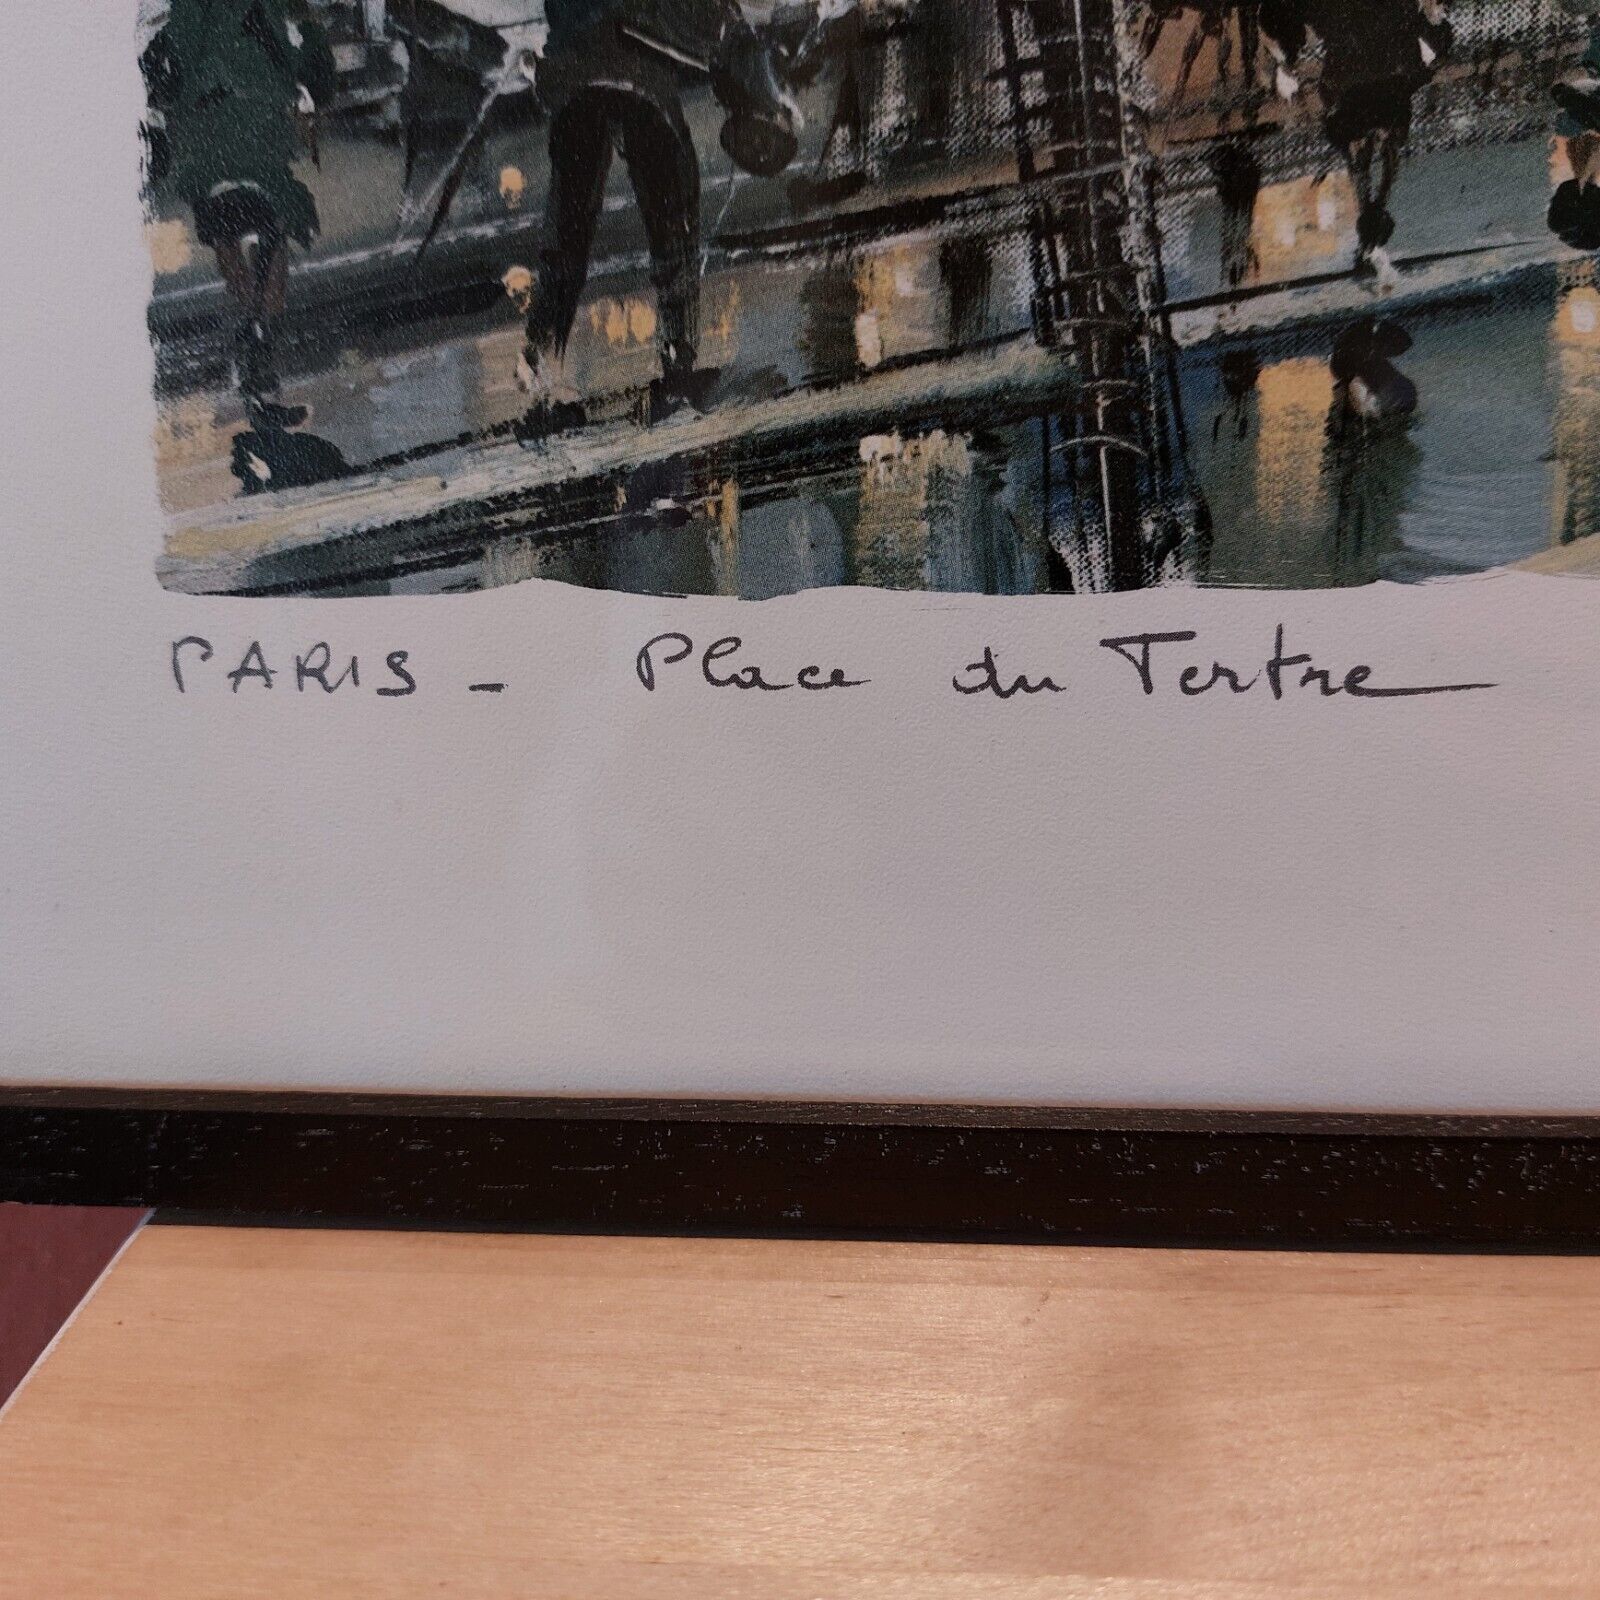 PARIS - Place du Tertre